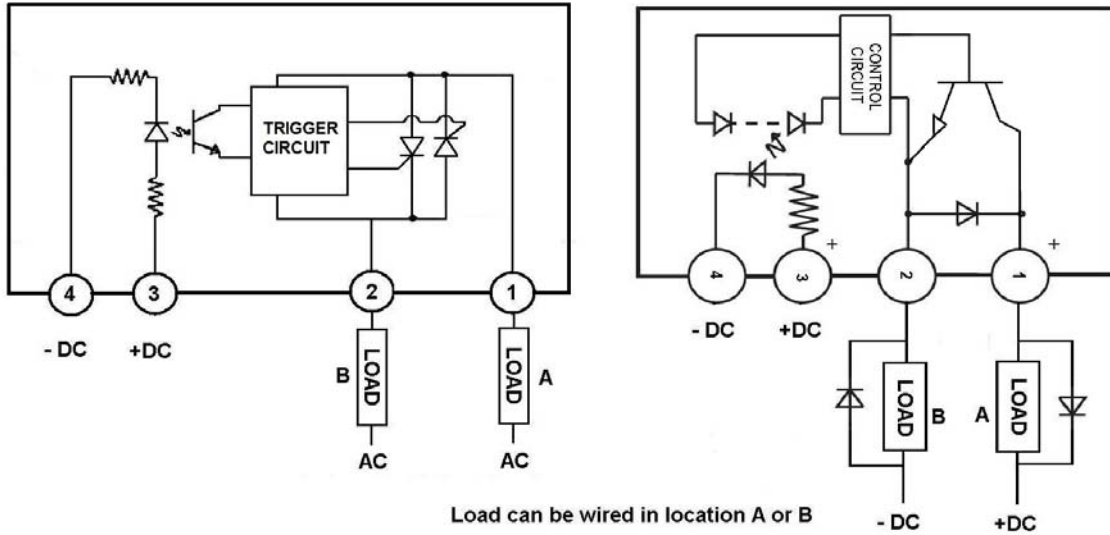 TRIGGER
CIRCUIT
4
3
2
1
- DC
+DC
B
LOAD
LOAD
A
AC
AC
CONTROL
CIRCUIT
+
+
4
3
2
1
- DC
+DC
LOAD
B
A
LOAD
- DC
+DC
Load can be wired in location A or B